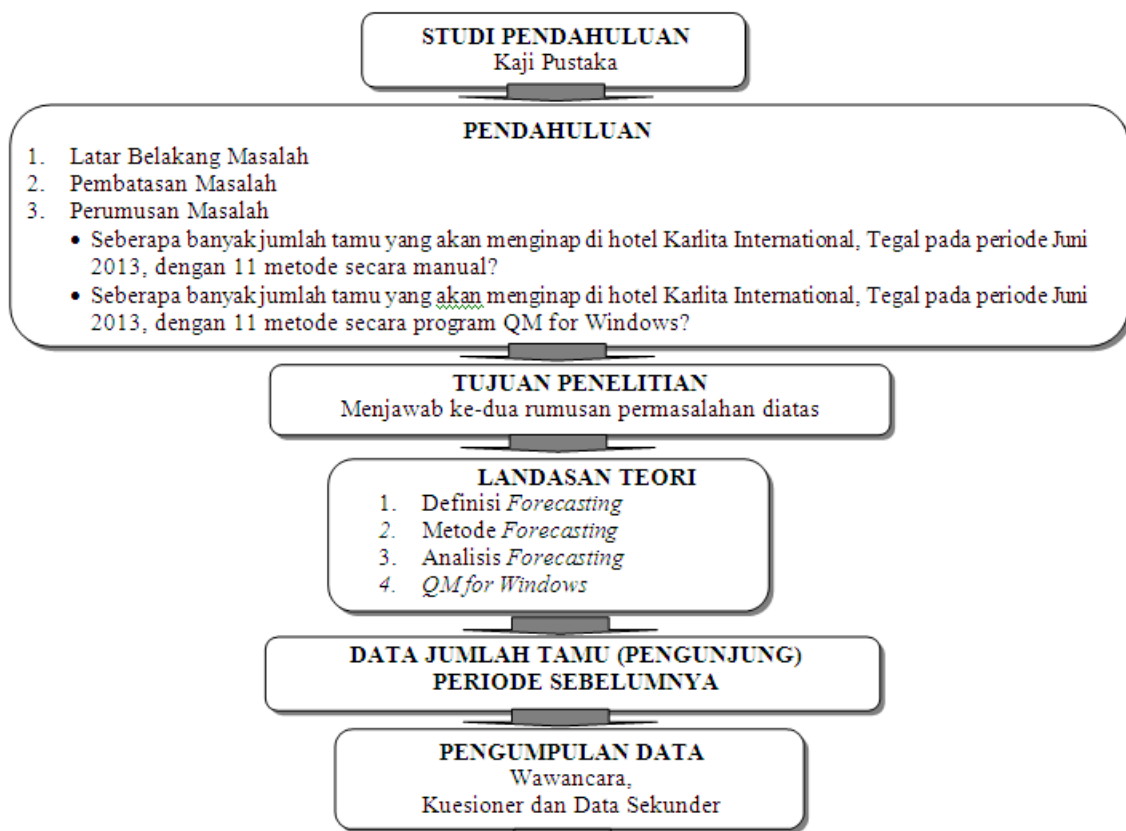 STUDI PENDAHULUAN
Kaji Pustaka
PENDAHULUAN
1. Latar Belakang Masalah
2. Pembatasan Masalah
3. Perumusan Masalah
• Seberapa banyak jumlah tamu yang akan menginap di hotel Karlita International, Tegal pada periode Juni
2013, dengan 11 metode secara manual?
• Seberapa banyak jumlah tamu yang akan menginap di hotel Karlita International, Tegal pada periode Juni
2013, dengan 11 metode secara program QM for Windows?
TUJUAN PENELITIAN
Menjawab ke-dua rumusan permasalahan diatas
LANDASAN TEORI
1. Definisi Forecasting
2. Metode Forecasting
3. Analisis Forecasting
4. QM for Windows
DATA JUMLAH TAMU (PENGUNJUNG)
PERIODE SEBELUMNYA
PENGUMPULAN DATA
Wawancara,
Kuesioner dan Data Sekunder